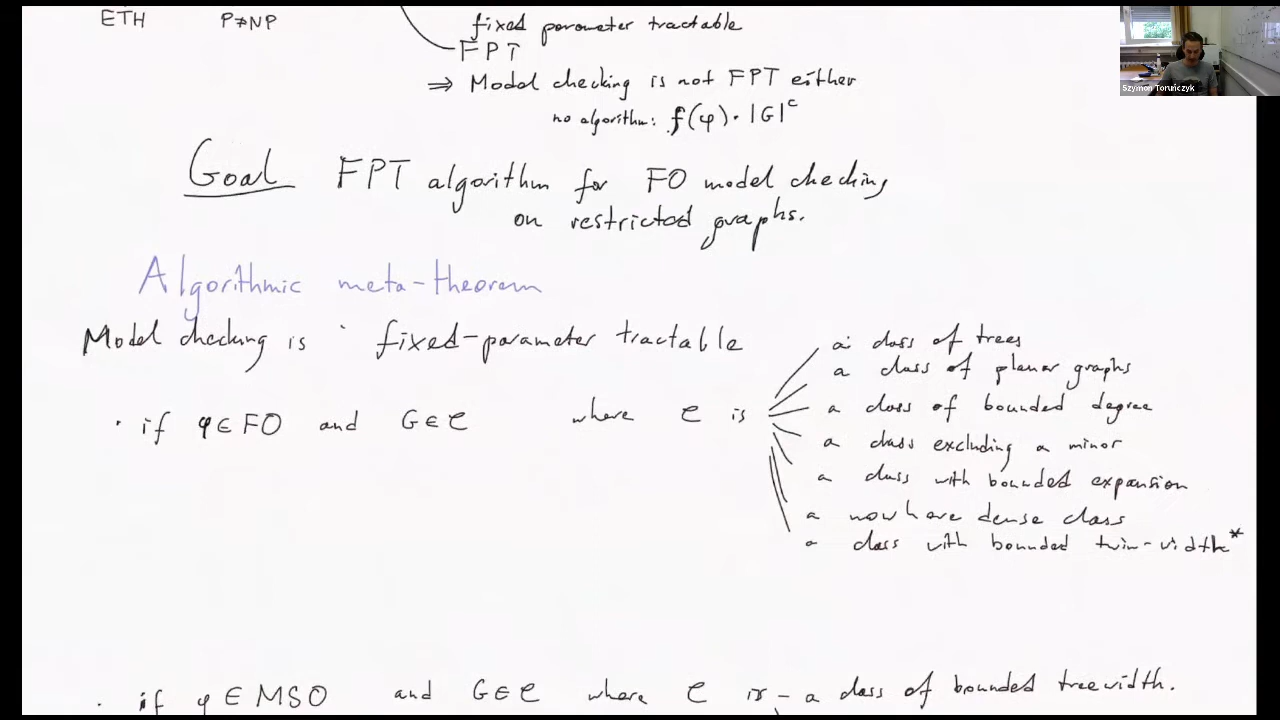 ETH P≠NP
fixed parameter tractable
FPT
⇒ Model checking is not FPT either
no algorithm: f(φ)·|G|^c
Szymon Toruńczyk
Goal FPT algorithm for FO model checking
on restricted graphs.
Algorithmic meta-theorem
Model checking is fixed-parameter tractable
· if φ∈FO and G∈C where C is
a class of trees
a class of planar graphs
a class of bounded degree
a class excluding a minor
a class with bounded expansion
a nowhere dense class
a class with bounded twin-width*
· if φ∈MSO and G∈C where C is - a class of bounded treewidth.